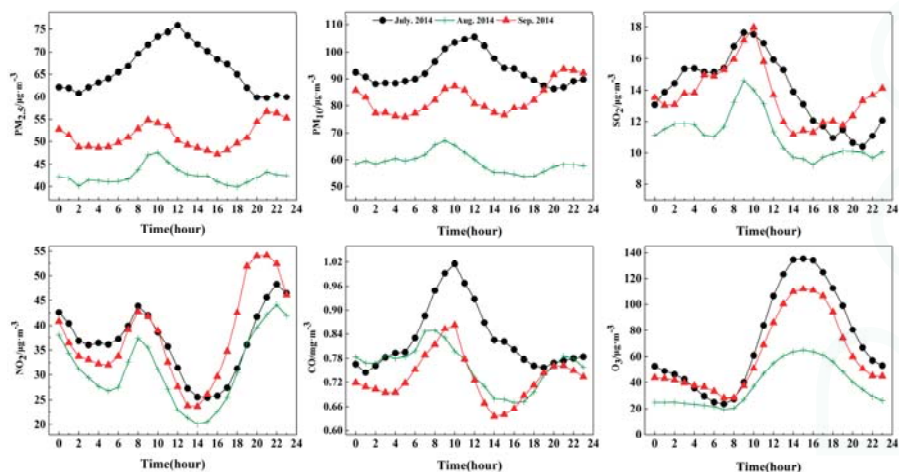 July. 2014 Aug. 2014 Sep. 2014
PM2.5/μg·m-3
75
70
65
60
55
50
45
40
0 2 4 6 8 10 12 14 16 18 20 22 24
Time(hour)
PM10/μg·m-3
110
100
90
80
70
60
50
0 2 4 6 8 10 12 14 16 18 20 22 24
Time(hour)
SO2/μg·m-3
18
16
14
12
10
8
0 2 4 6 8 10 12 14 16 18 20 22 24
Time(hour)
NO2/μg·m-3
55
50
45
40
35
30
25
20
0 2 4 6 8 10 12 14 16 18 20 22 24
Time(hour)
CO/mg·m-3
1.02
0.96
0.90
0.84
0.78
0.72
0.66
0.60
0 2 4 6 8 10 12 14 16 18 20 22 24
Time(hour)
O3/μg·m-3
140
120
100
80
60
40
20
0
0 2 4 6 8 10 12 14 16 18 20 22 24
Time(hour)